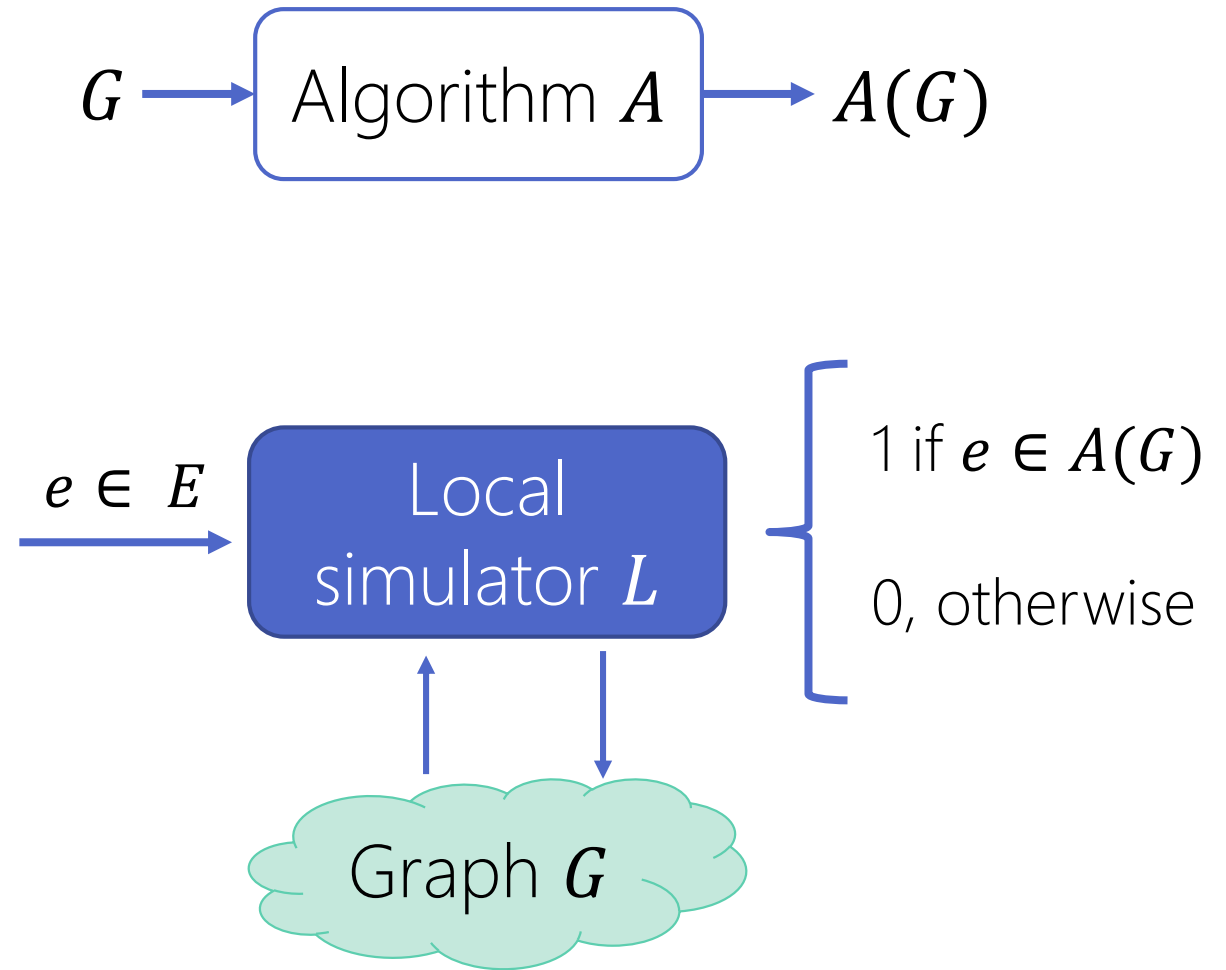 G
Algorithm A
A(G)
e ∈ E
Local
simulator L
1 if e ∈ A(G)
0, otherwise
Graph G